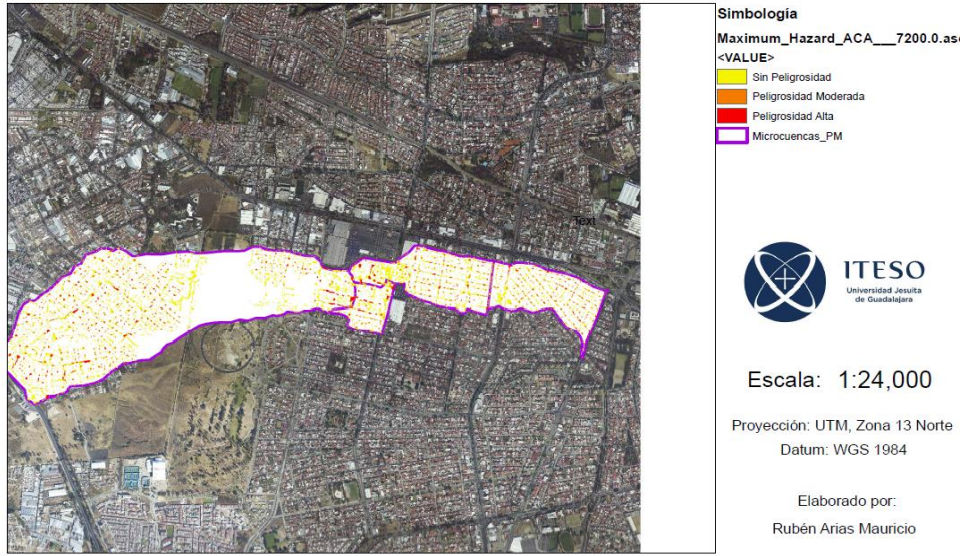 Simbología
Maximum_Hazard_ACA___7200.0.asc
<VALUE>
Sin Peligrosidad
Peligrosidad Moderada
Peligrosidad Alta
Microcuencas_PM
Text
ITESO
Universidad Jesuita
de Guadalajara
Escala: 1:24,000
Proyección: UTM, Zona 13 Norte
Datum: WGS 1984
Elaborado por:
Rubén Arias Mauricio